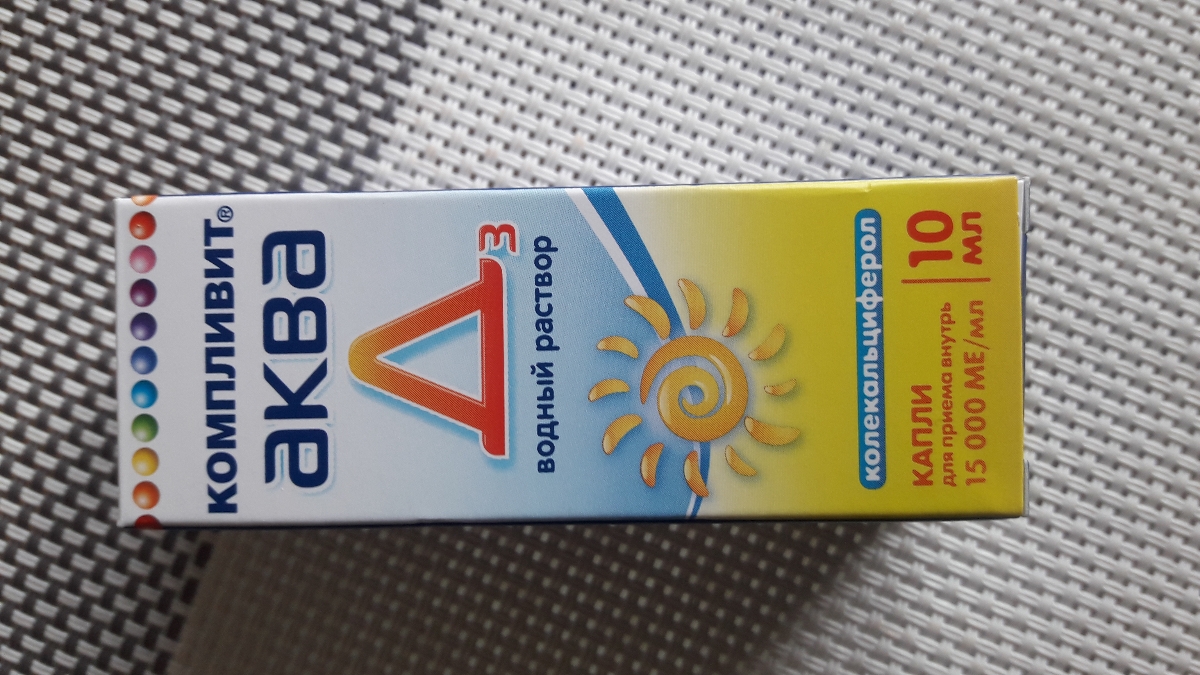 КОМПЛИВИТ®
аква
Д3
водный раствор
колекальциферол
КАПЛИ
для приема внутрь
15 000 МЕ/мл
10
мл